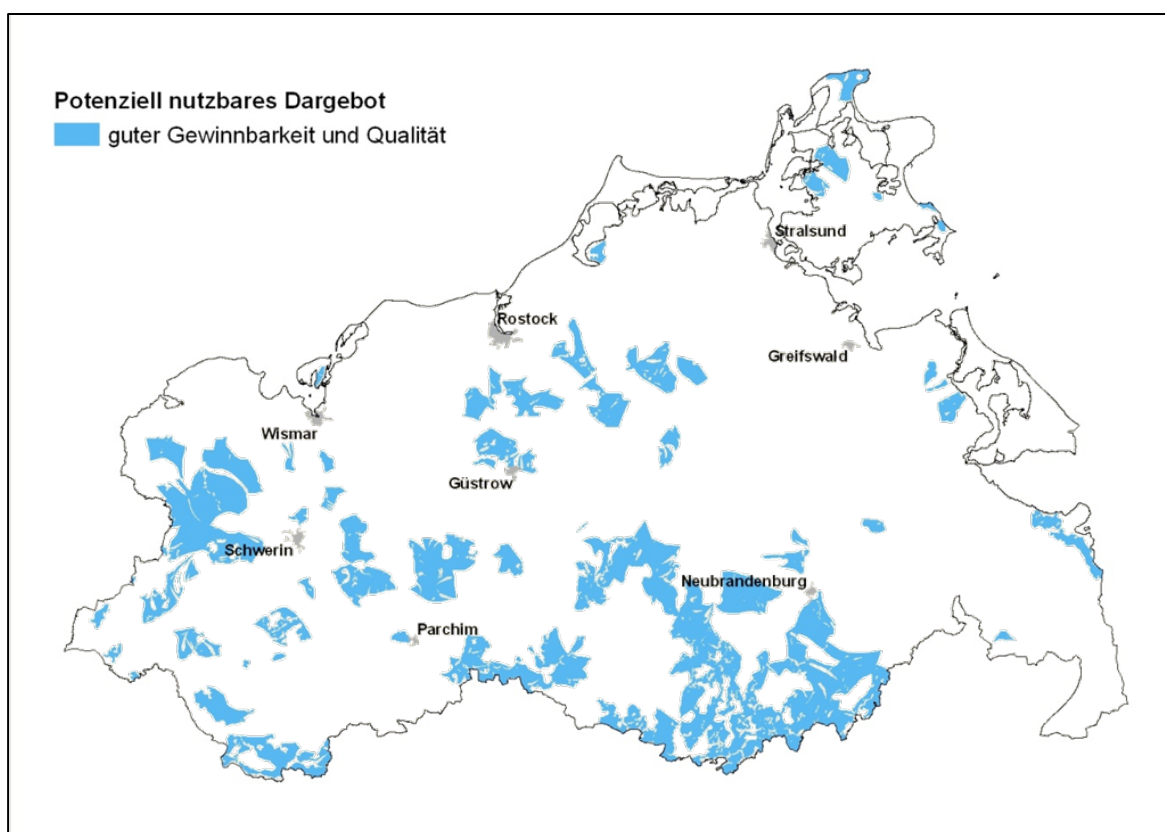 Potenziell nutzbares Dargebot
guter Gewinnbarkeit und Qualität
Stralsund
Rostock
Greifswald
Wismar
Güstrow
Schwerin
Neubrandenburg
Parchim